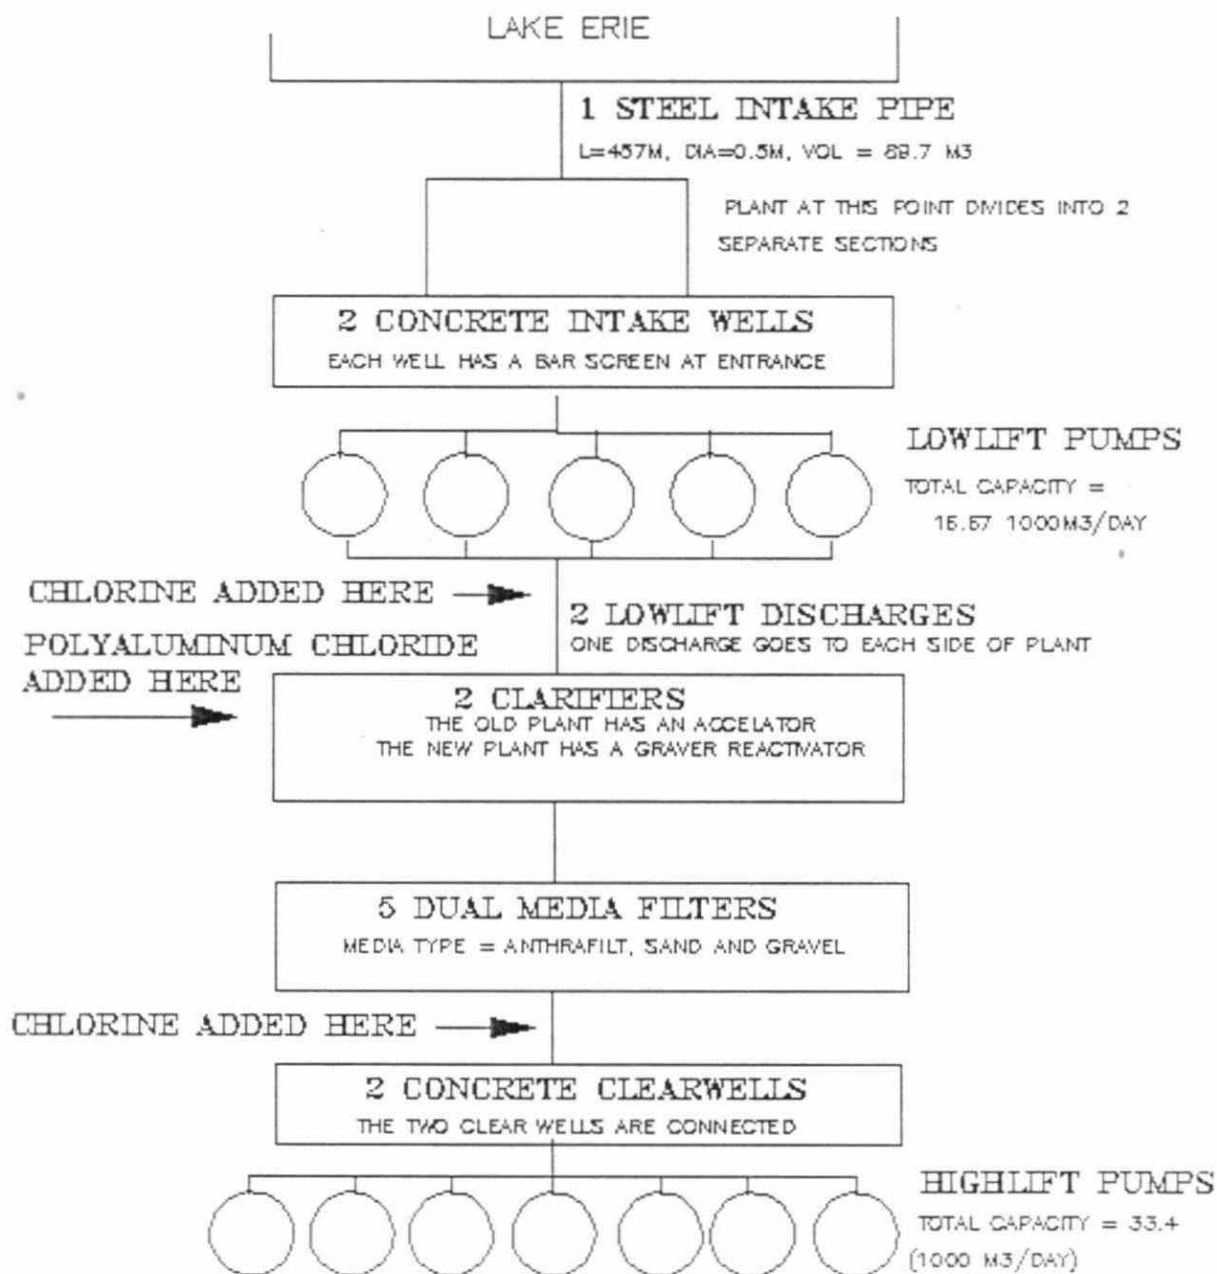 LAKE ERIE
1 STEEL INTAKE PIPE
L=457M, DIA=0.5M, VOL = 89.7 M3
PLANT AT THIS POINT DIVIDES INTO 2
SEPARATE SECTIONS
2 CONCRETE INTAKE WELLS
EACH WELL HAS A BAR SCREEN AT ENTRANCE
LOWLIFT PUMPS
TOTAL CAPACITY =
1000M3/DAY
CHLORINE ADDED HERE
2 LOWLIFT DISCHARGES
ONE DISCHARGE GOES TO EACH SIDE OF PLANT
POLYALUMINUM CHLORIDE
ADDED HERE
2 CLARIFIERS
THE OLD PLANT HAS AN ACCELATOR
THE NEW PLANT HAS A GRAVER REACTIVATOR
5 DUAL MEDIA FILTERS
MEDIA TYPE = ANTHRAFILT, SAND AND GRAVEL
CHLORINE ADDED HERE
2 CONCRETE CLEARWELLS
THE TWO CLEAR WELLS ARE CONNECTED
HIGHLIFT PUMPS
TOTAL CAPACITY = 33.4
(1000 M3/DAY)